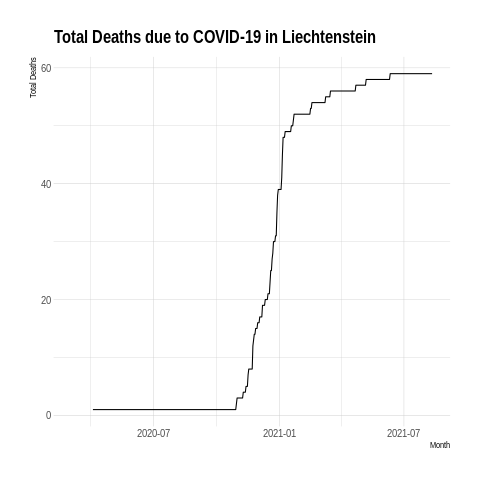 Total Deaths due to COVID-19 in Liechtenstein
Total Deaths
60
40
20
0
2020-07
2021-01
2021-07
Month